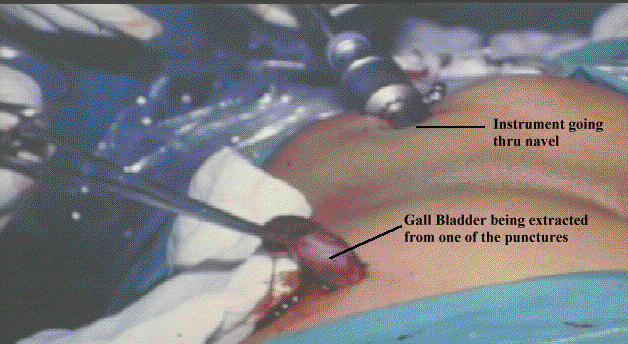 Instrument going
thru navel
Gall Bladder being extracted
from one of the punctures